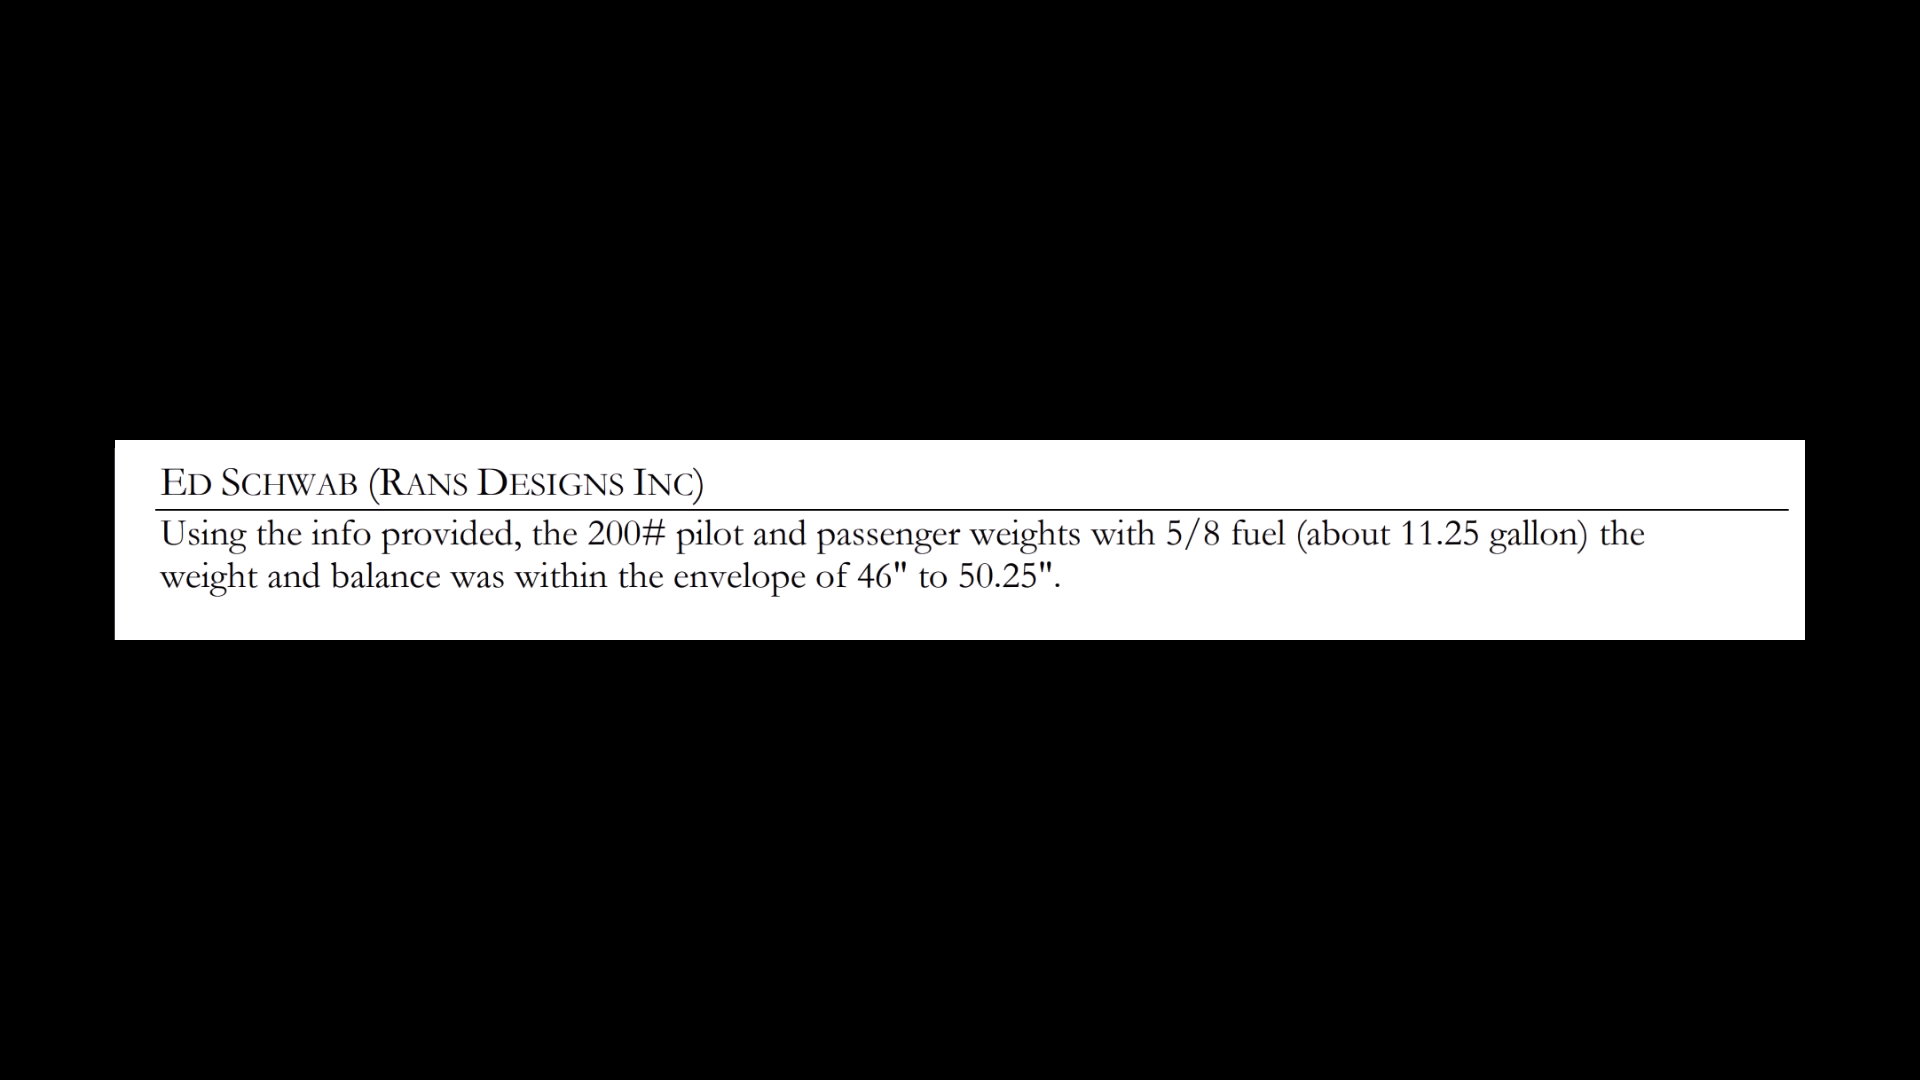 ED SCHWAB (RANS DESIGNS INC)
Using the info provided, the 200# pilot and passenger weights with 5/8 fuel (about 11.25 gallon) the
weight and balance was within the envelope of 46" to 50.25".